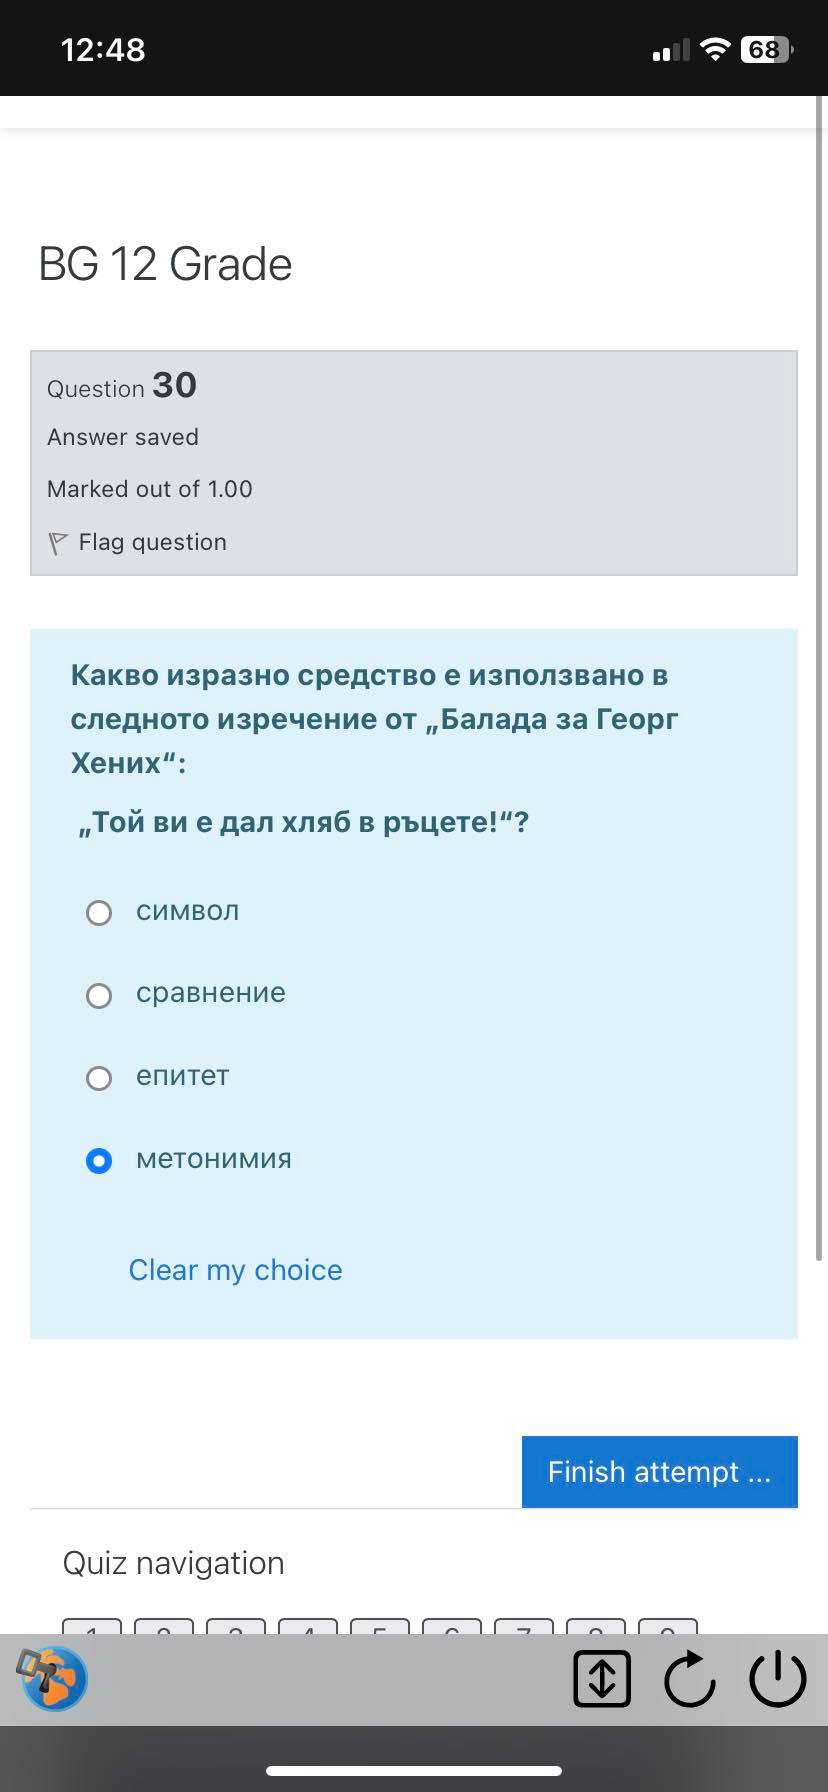 12:48
68
BG 12 Grade
Question 30
Answer saved
Marked out of 1.00
Flag question
Какво изразно средство е използвано в
следното изречение от „Балада за Георг
Хених“:
„Той ви е дал хляб в ръцете!“?
символ
сравнение
епитет
метонимия
Clear my choice
Finish attempt ...
Quiz navigation